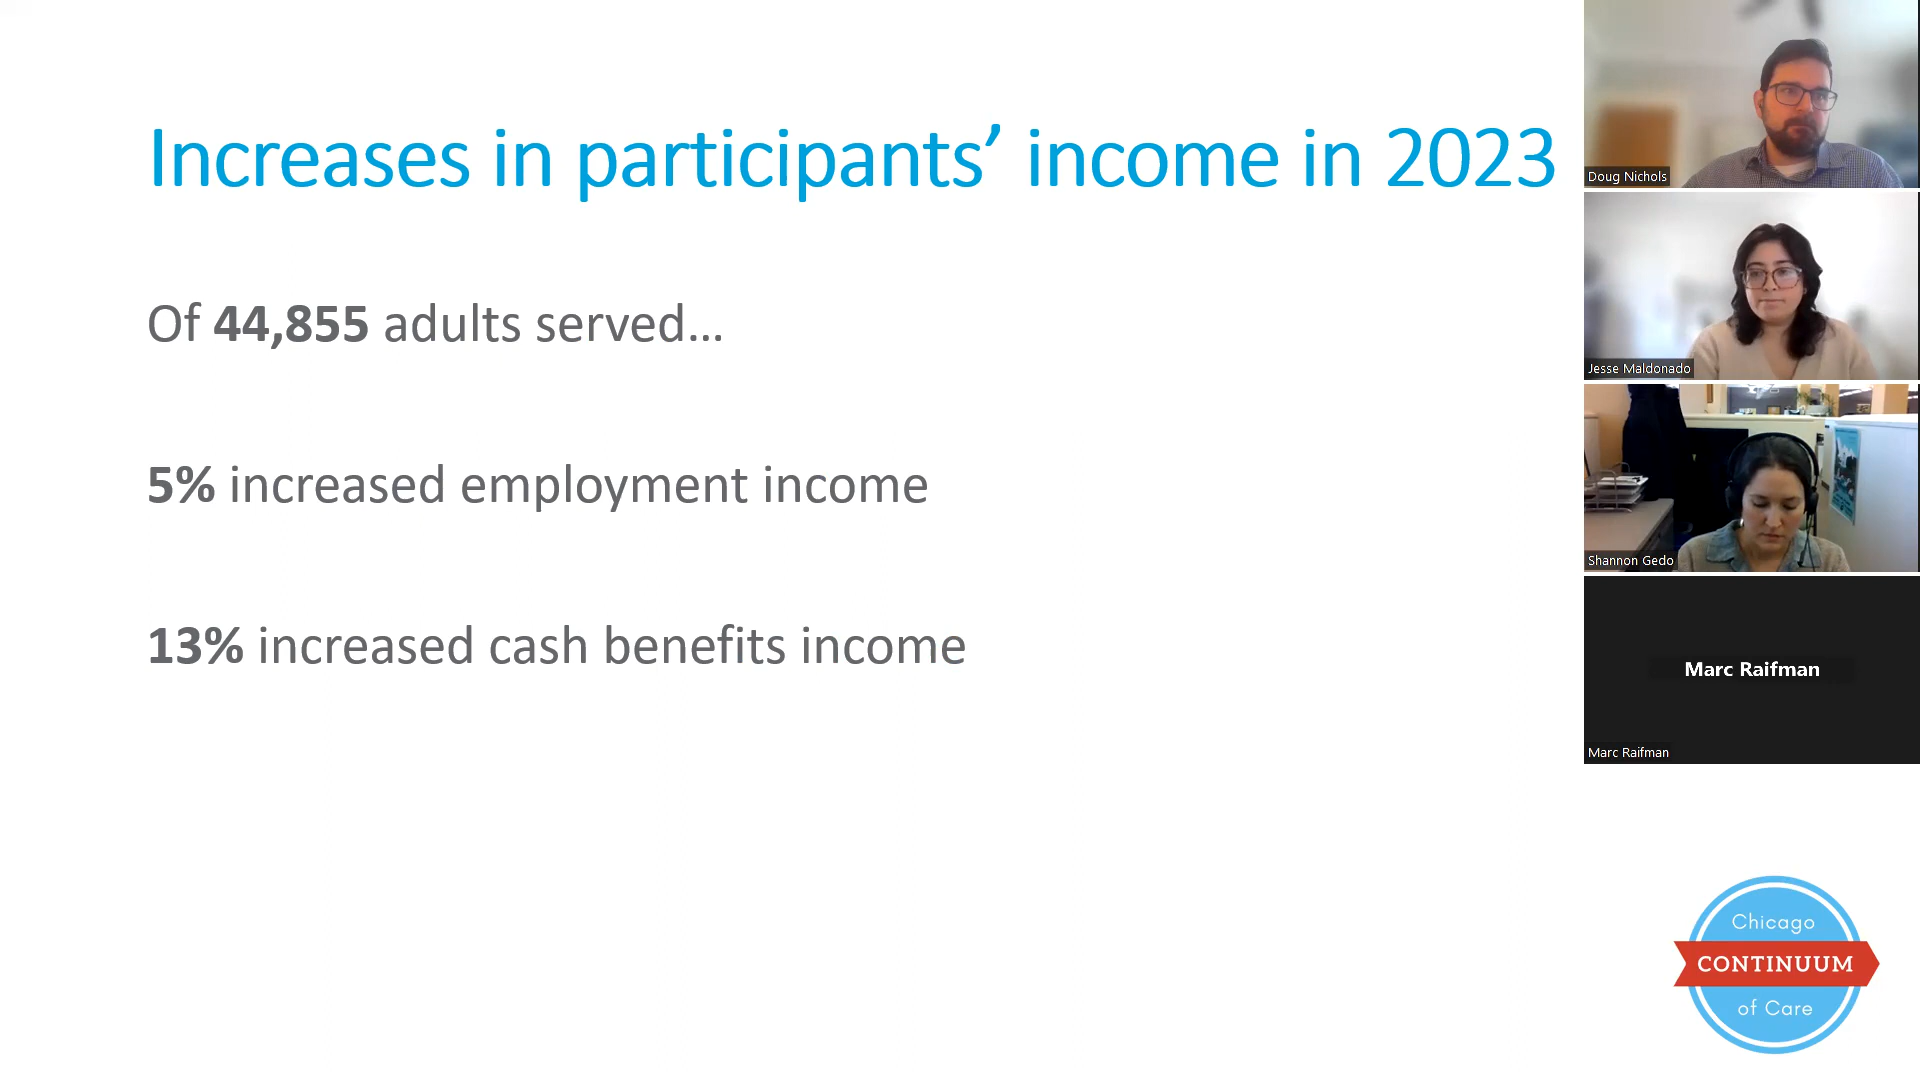 Increases in participants’ income in 2023
Of 44,855 adults served...
5% increased employment income
13% increased cash benefits income
Doug Nichols
Jesse Maldonado
Shannon Gedo
Marc Raifman
Marc Raifman
Chicago
CONTINUUM
of Care